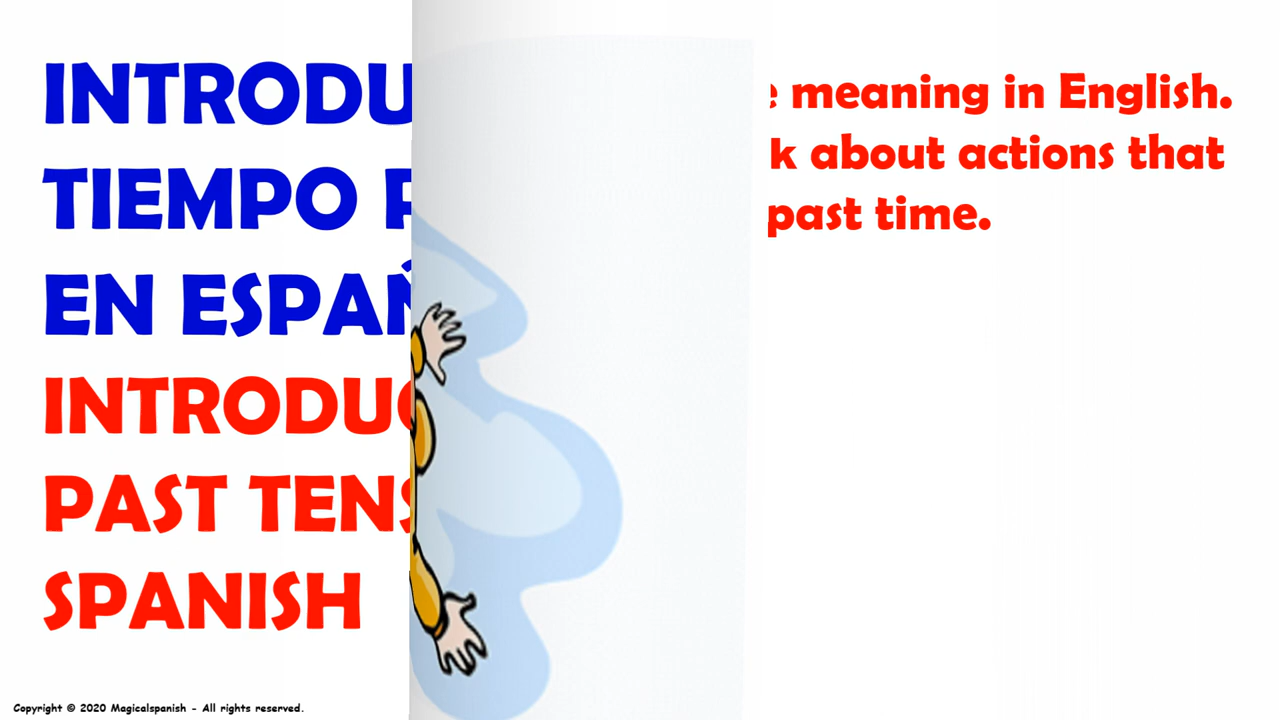 INTRODU
TIEMPO
EN ESPAÑ
INTRODUC
PAST TENS
SPANISH
meaning in English.
k about actions that
past time.
Copyright © 2020 Magicalspanish - All rights reserved.